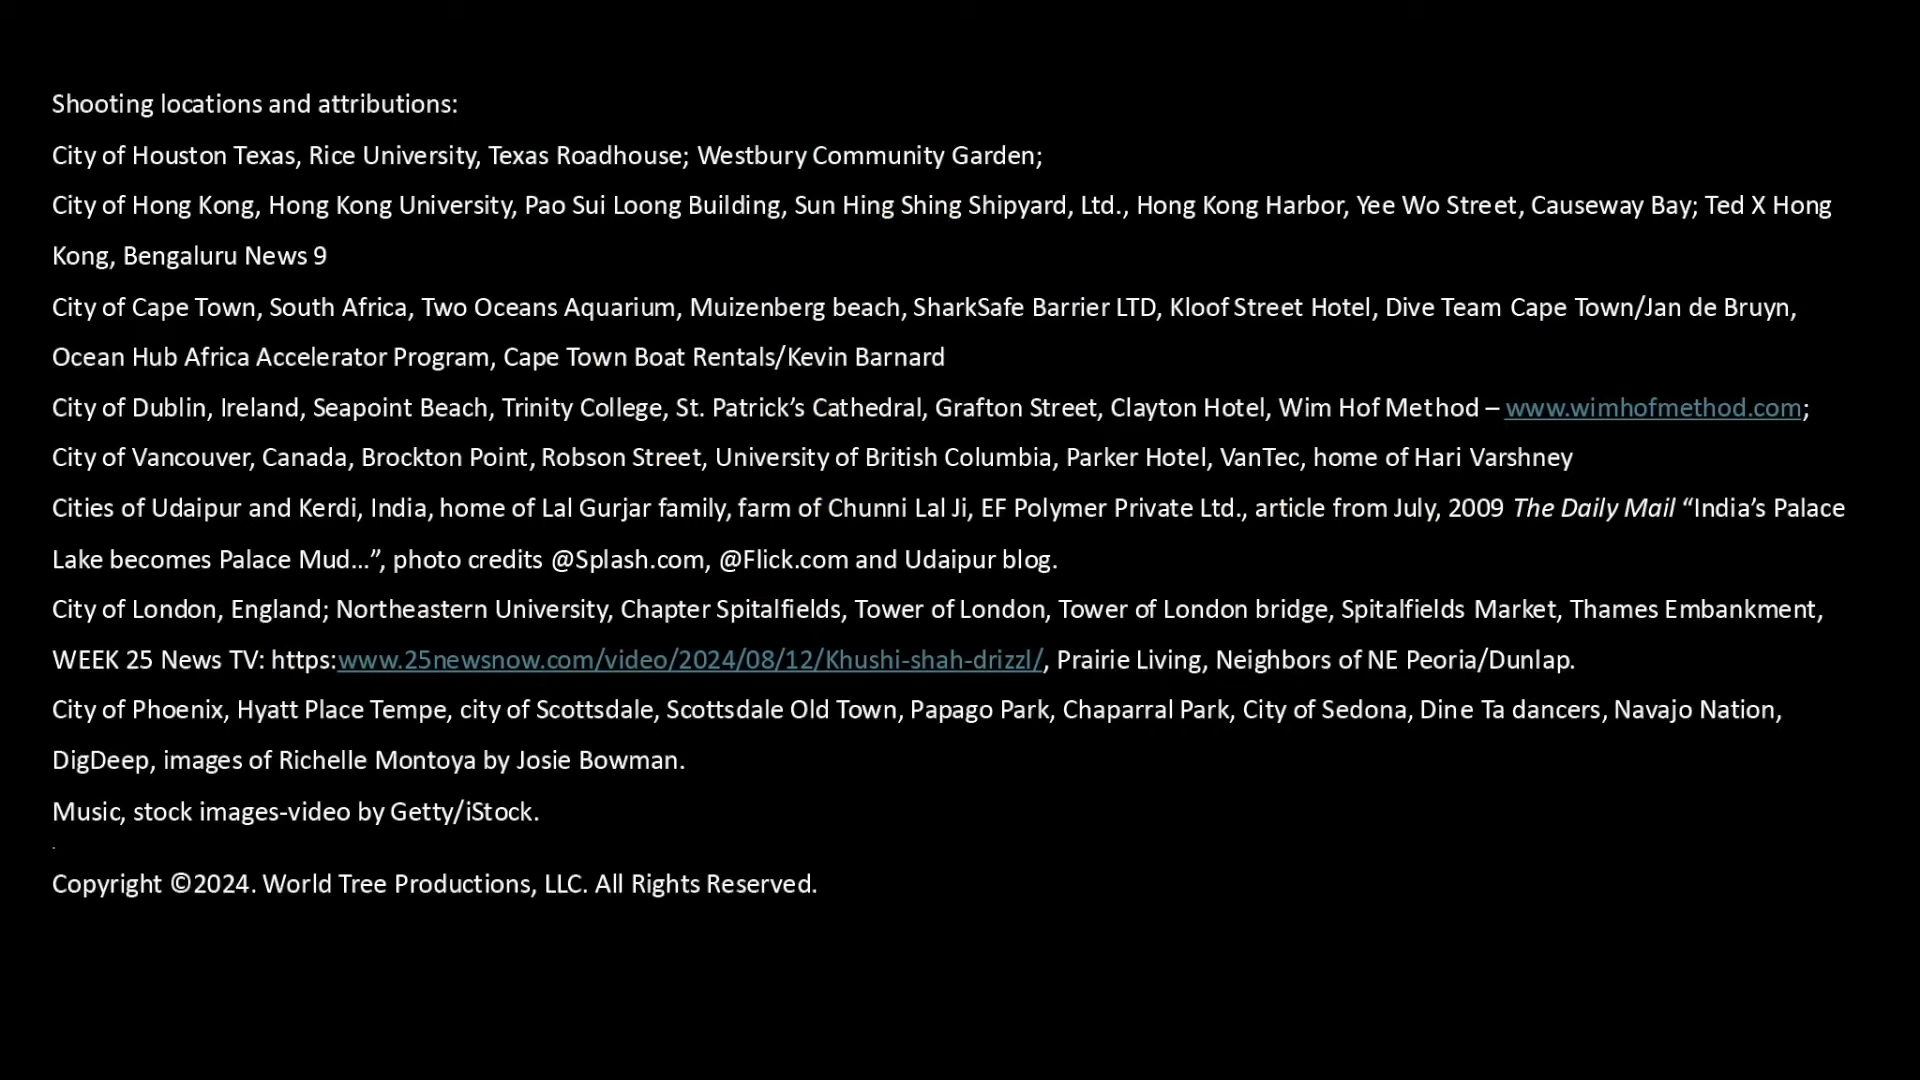 Shooting locations and attributions:
City of Houston Texas, Rice University, Texas Roadhouse; Westbury Community Garden;
City of Hong Kong, Hong Kong University, Pao Sui Loong Building, Sun Hing Shing Shipyard, Ltd., Hong Kong Harbor, Yee Wo Street, Causeway Bay; Ted X Hong
Kong, Bengaluru News 9
City of Cape Town, South Africa, Two Oceans Aquarium, Muizenberg beach, SharkSafe Barrier LTD, Kloof Street Hotel, Dive Team Cape Town/Jan de Bruyn,
Ocean Hub Africa Accelerator Program, Cape Town Boat Rentals/Kevin Barnard
City of Dublin, Ireland, Seapoint Beach, Trinity College, St. Patrick’s Cathedral, Grafton Street, Clayton Hotel, Wim Hof Method – www.wimhofmethod.com;
City of Vancouver, Canada, Brockton Point, Robson Street, University of British Columbia, Parker Hotel, VanTec, home of Hari Varshney
Cities of Udaipur and Kerdi, India, home of Lal Gurjar family, farm of Chunni Lal Ji, EF Polymer Private Ltd., article from July, 2009 The Daily Mail “India’s Palace
Lake becomes Palace Mud…”, photo credits @Splash.com, @Flick.com and Udaipur blog.
City of London, England; Northeastern University, Chapter Spitalfields, Tower of London, Tower of London bridge, Spitalfields Market, Thames Embankment,
WEEK 25 News TV: https:www.25newsnow.com/video/2024/08/12/Khushi-shah-drizzl/, Prairie Living, Neighbors of NE Peoria/Dunlap.
City of Phoenix, Hyatt Place Tempe, city of Scottsdale, Scottsdale Old Town, Papago Park, Chaparral Park, City of Sedona, Dine Ta dancers, Navajo Nation,
DigDeep, images of Richelle Montoya by Josie Bowman.
Music, stock images-video by Getty/iStock.
.
Copyright ©2024. World Tree Productions, LLC. All Rights Reserved.